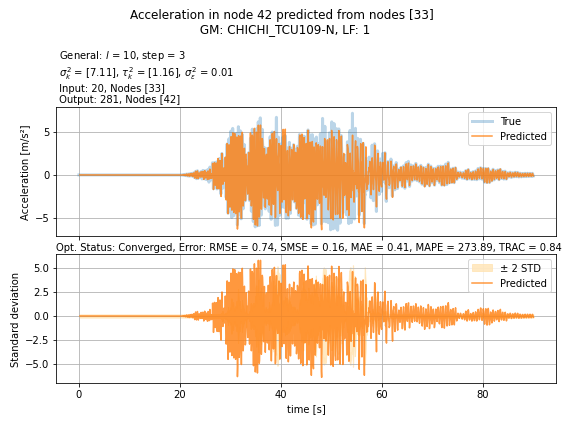 Acceleration in node 42 predicted from nodes [33]
GM: CHICHI_TCU109-N, LF: 1
General: l = 10, step = 3
σ²ₖ = [7.11], τ²ₖ = [1.16], σ²ε = 0.01
Input: 20, Nodes [33]
Output: 281, Nodes [42]
Acceleration [m/s²]
5
0
−5
True
Predicted
Opt. Status: Converged, Error: RMSE = 0.74, SMSE = 0.16, MAE = 0.41, MAPE = 273.89, TRAC = 0.84
Standard deviation
5.0
2.5
0.0
−2.5
−5.0
± 2 STD
Predicted
0 20 40 60 80
time [s]